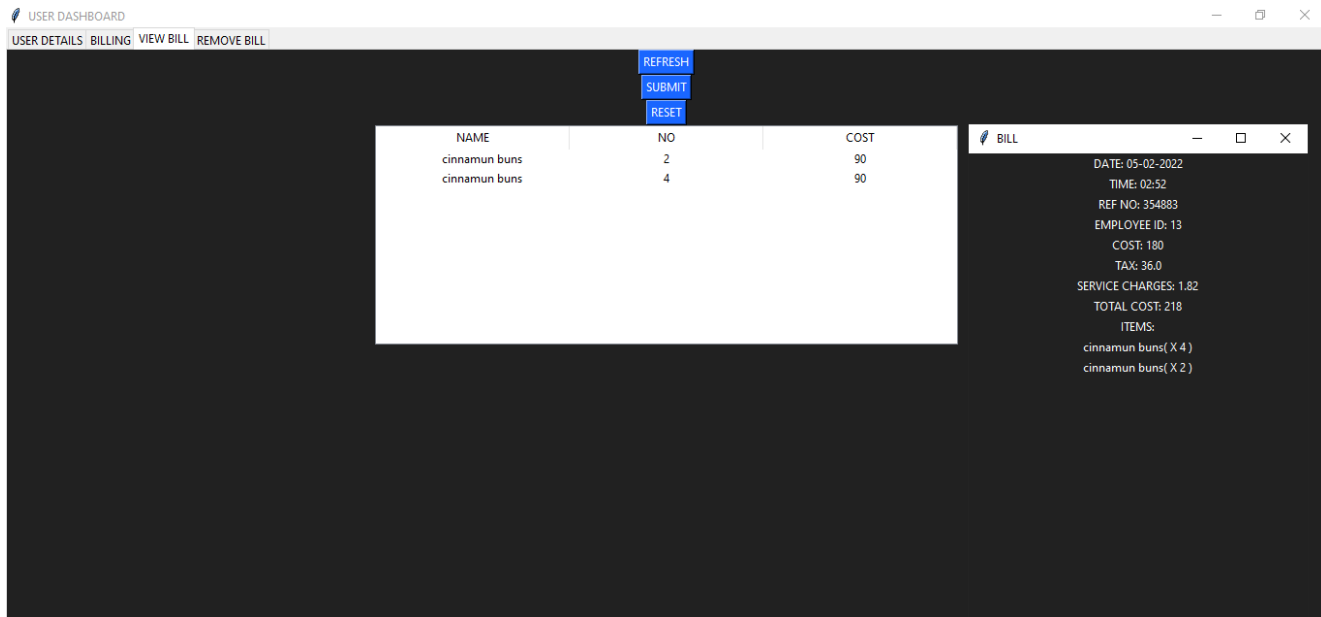 USER DASHBOARD
USER DETAILS BILLING VIEW BILL REMOVE BILL
REFRESH
SUBMIT
RESET
NAME NO COST
cinnamun buns 2 90
cinnamun buns 4 90
BILL
DATE: 05-02-2022
TIME: 02:52
REF NO: 354883
EMPLOYEE ID: 13
COST: 180
TAX: 36.0
SERVICE CHARGES: 1.82
TOTAL COST: 218
ITEMS:
cinnamun buns( X 4 )
cinnamun buns( X 2 )